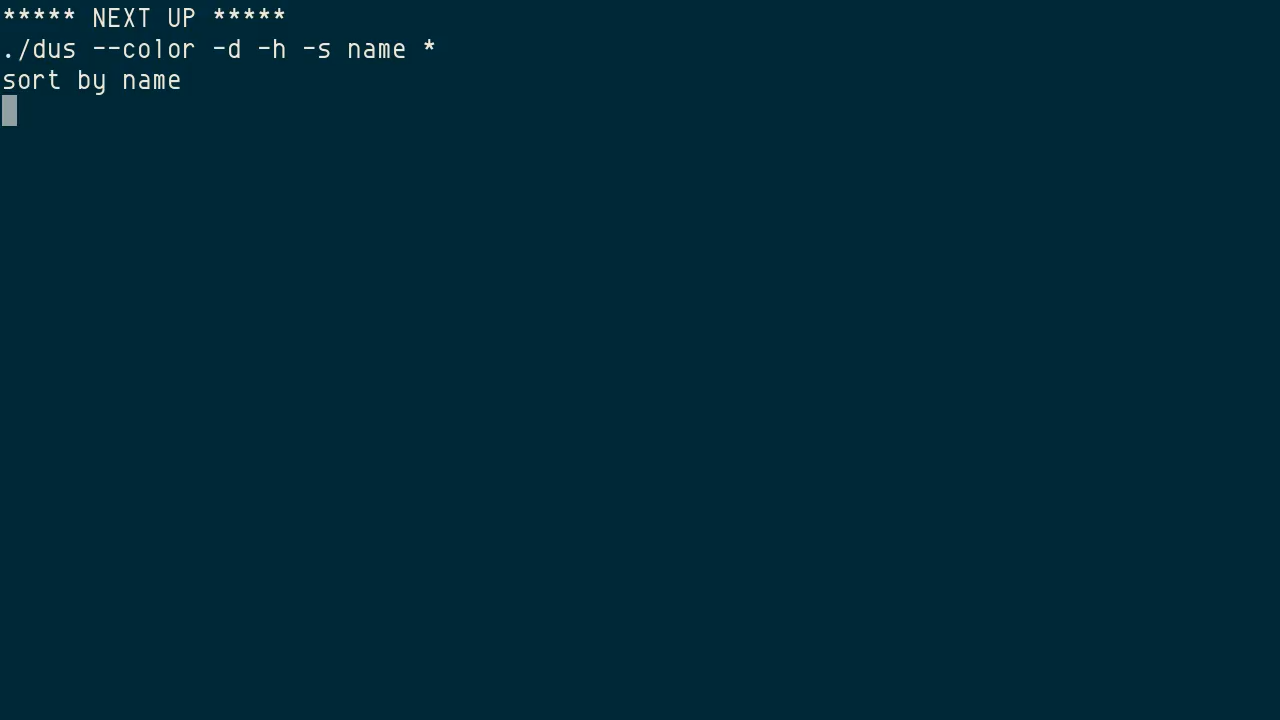 ***** NEXT UP *****
./dus --color -d -h -s name *
sort by name